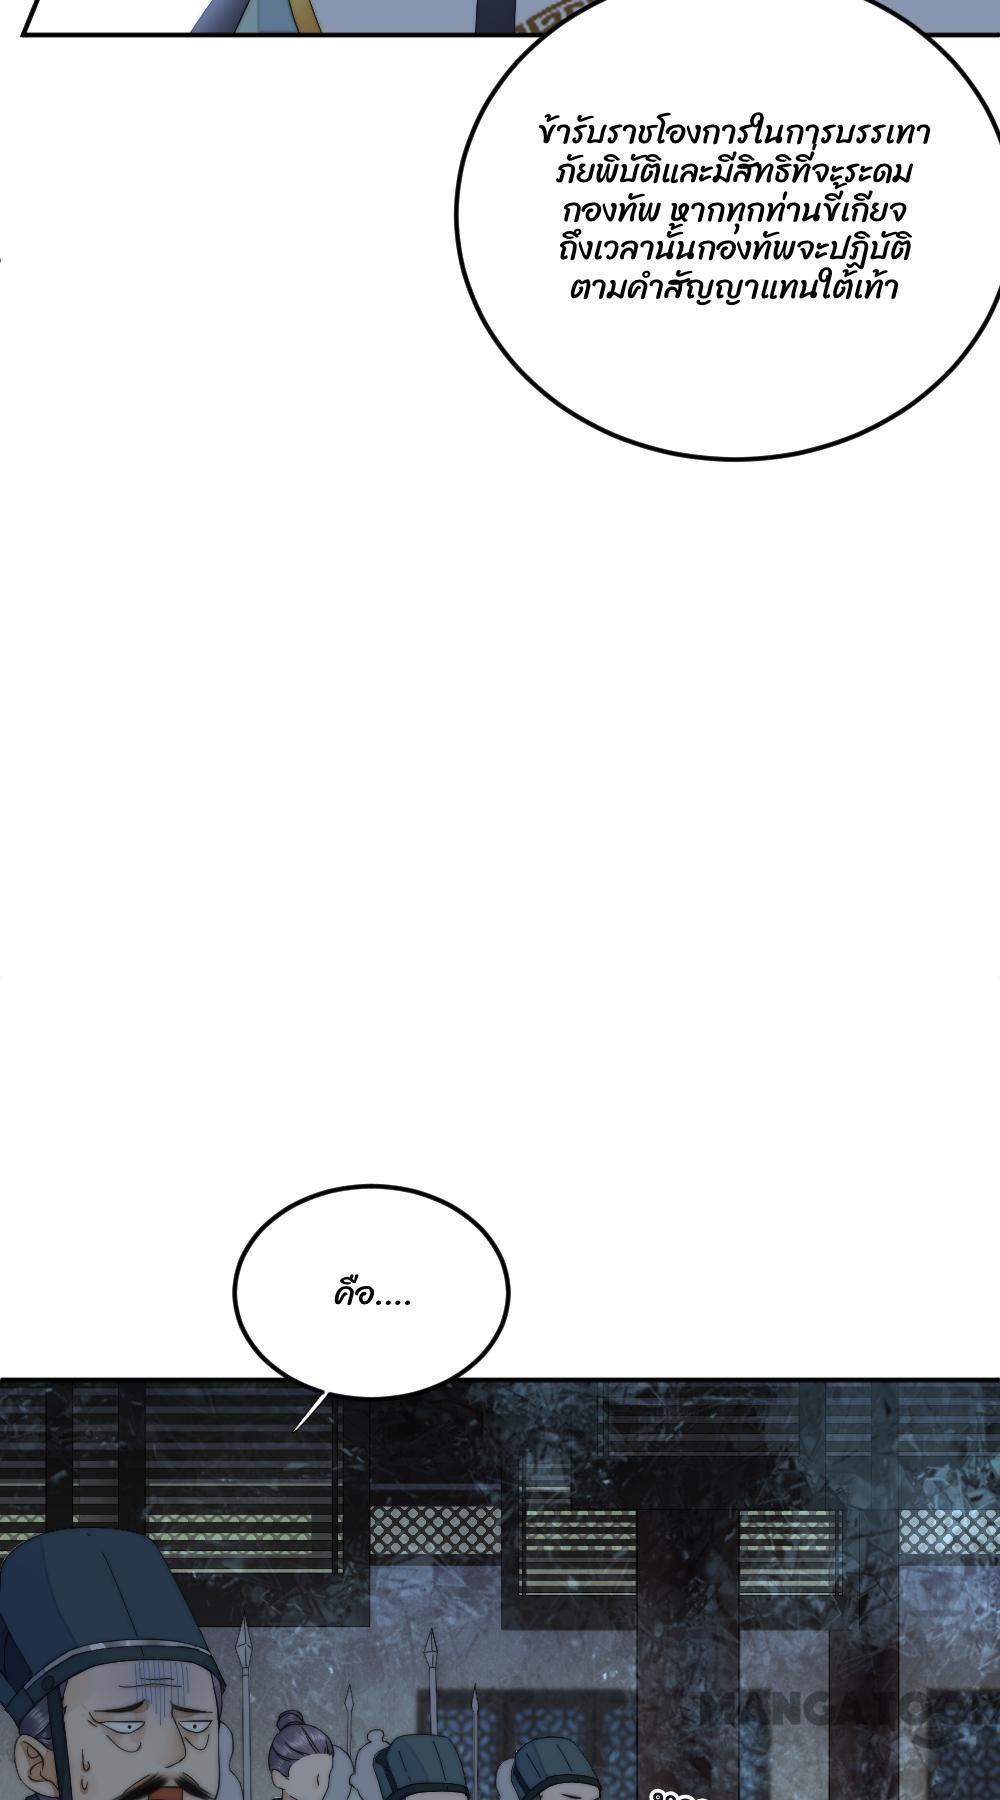 ข้ารับราชโองการในการบรรเทา
ภัยพิบัติและมีสิทธิที่จะระดม
กองทัพ หากทุกท่านขี้เกียจ
ถึงเวลานั้นกองทัพจะปฏิบัติ
ตามคำสัญญาแทนใต้เท้า
คือ....
MANGATOON